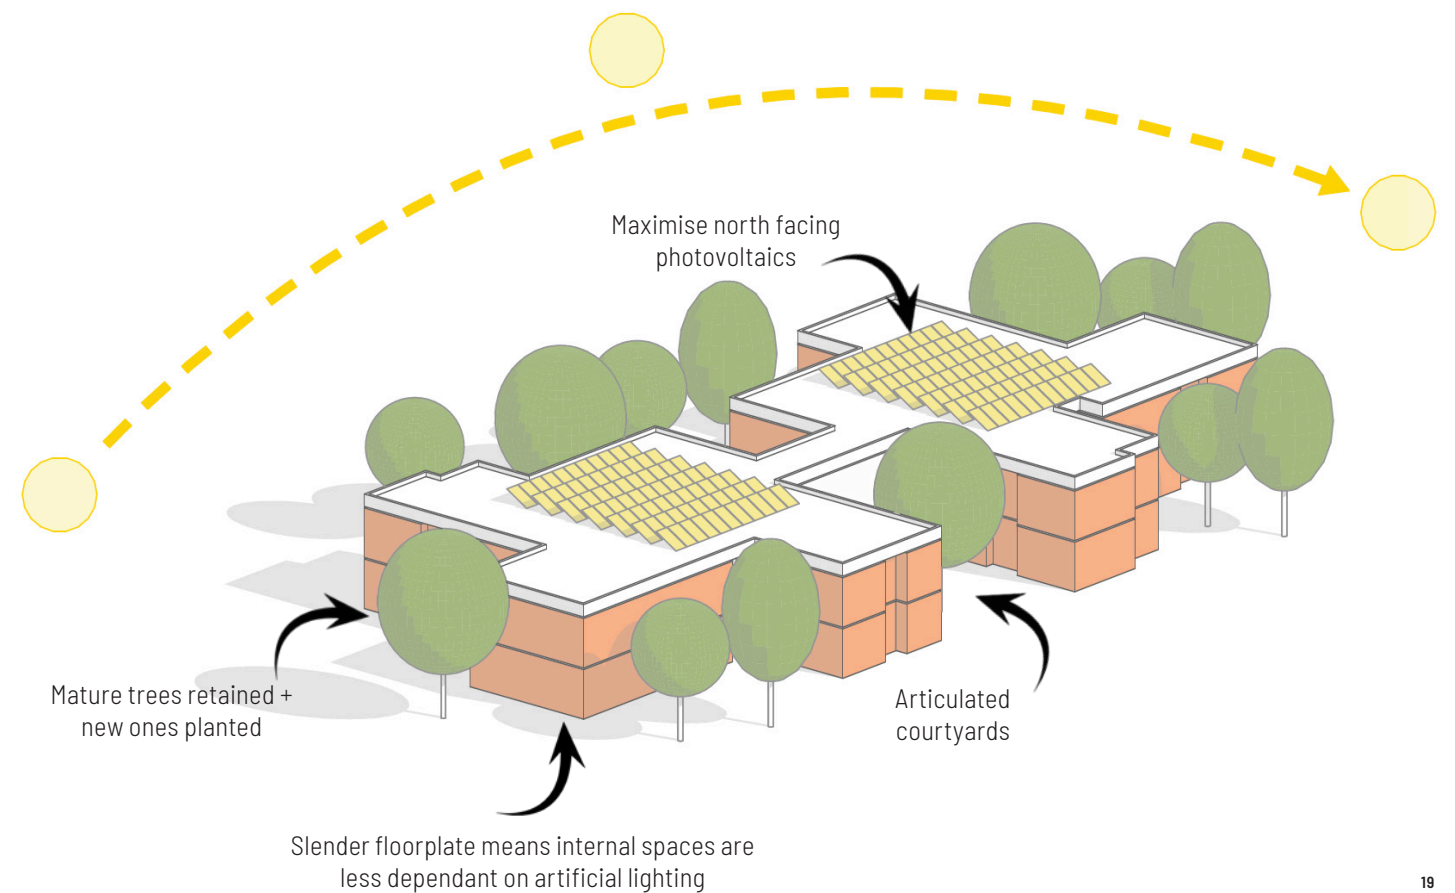 Maximise north facing
photovoltaics
Mature trees retained +
new ones planted
Articulated
courtyards
Slender floorplate means internal spaces are
less dependant on artificial lighting
19